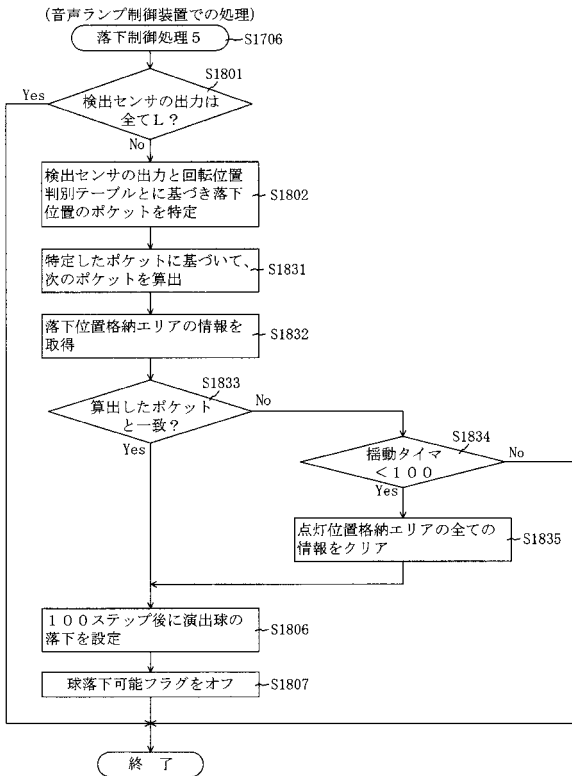 (音声ランプ制御装置での処理)
落下制御処理５
S1706
S1801
Yes
検出センサの出力は
全てＬ？
No
検出センサの出力と回転位置
判別テーブルとに基づき落下
位置のポケットを特定
S1802
特定したポケットに基づいて、
次のポケットを算出
S1831
落下位置格納エリアの情報を
取得
S1832
S1833
算出したポケット
と一致？
No
Yes
S1834
揺動タイマ
＜１００
No
Yes
点灯位置格納エリアの全ての
情報をクリア
S1835
１００ステップ後に演出球の
落下を設定
S1806
球落下可能フラグをオフ
S1807
終 了